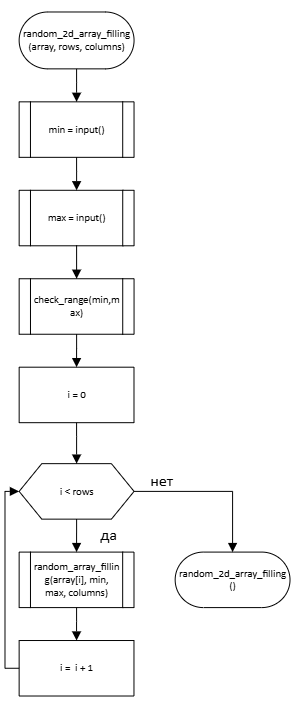 random_2d_array_filling
(array, rows, columns)
min = input()
max = input()
check_range(min,m
ax)
i = 0
i < rows
нет
да
random_array_fillin
g(array[i], min,
max, columns)
random_2d_array_filling
()
i = i + 1